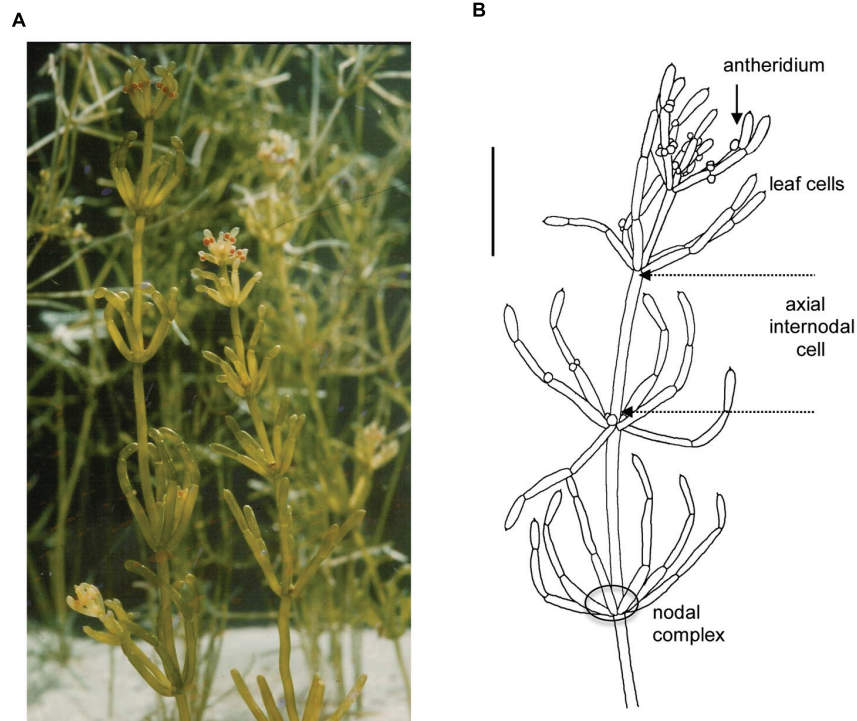 A
B
antheridium
leaf cells
axial
internodal
cell
nodal
complex